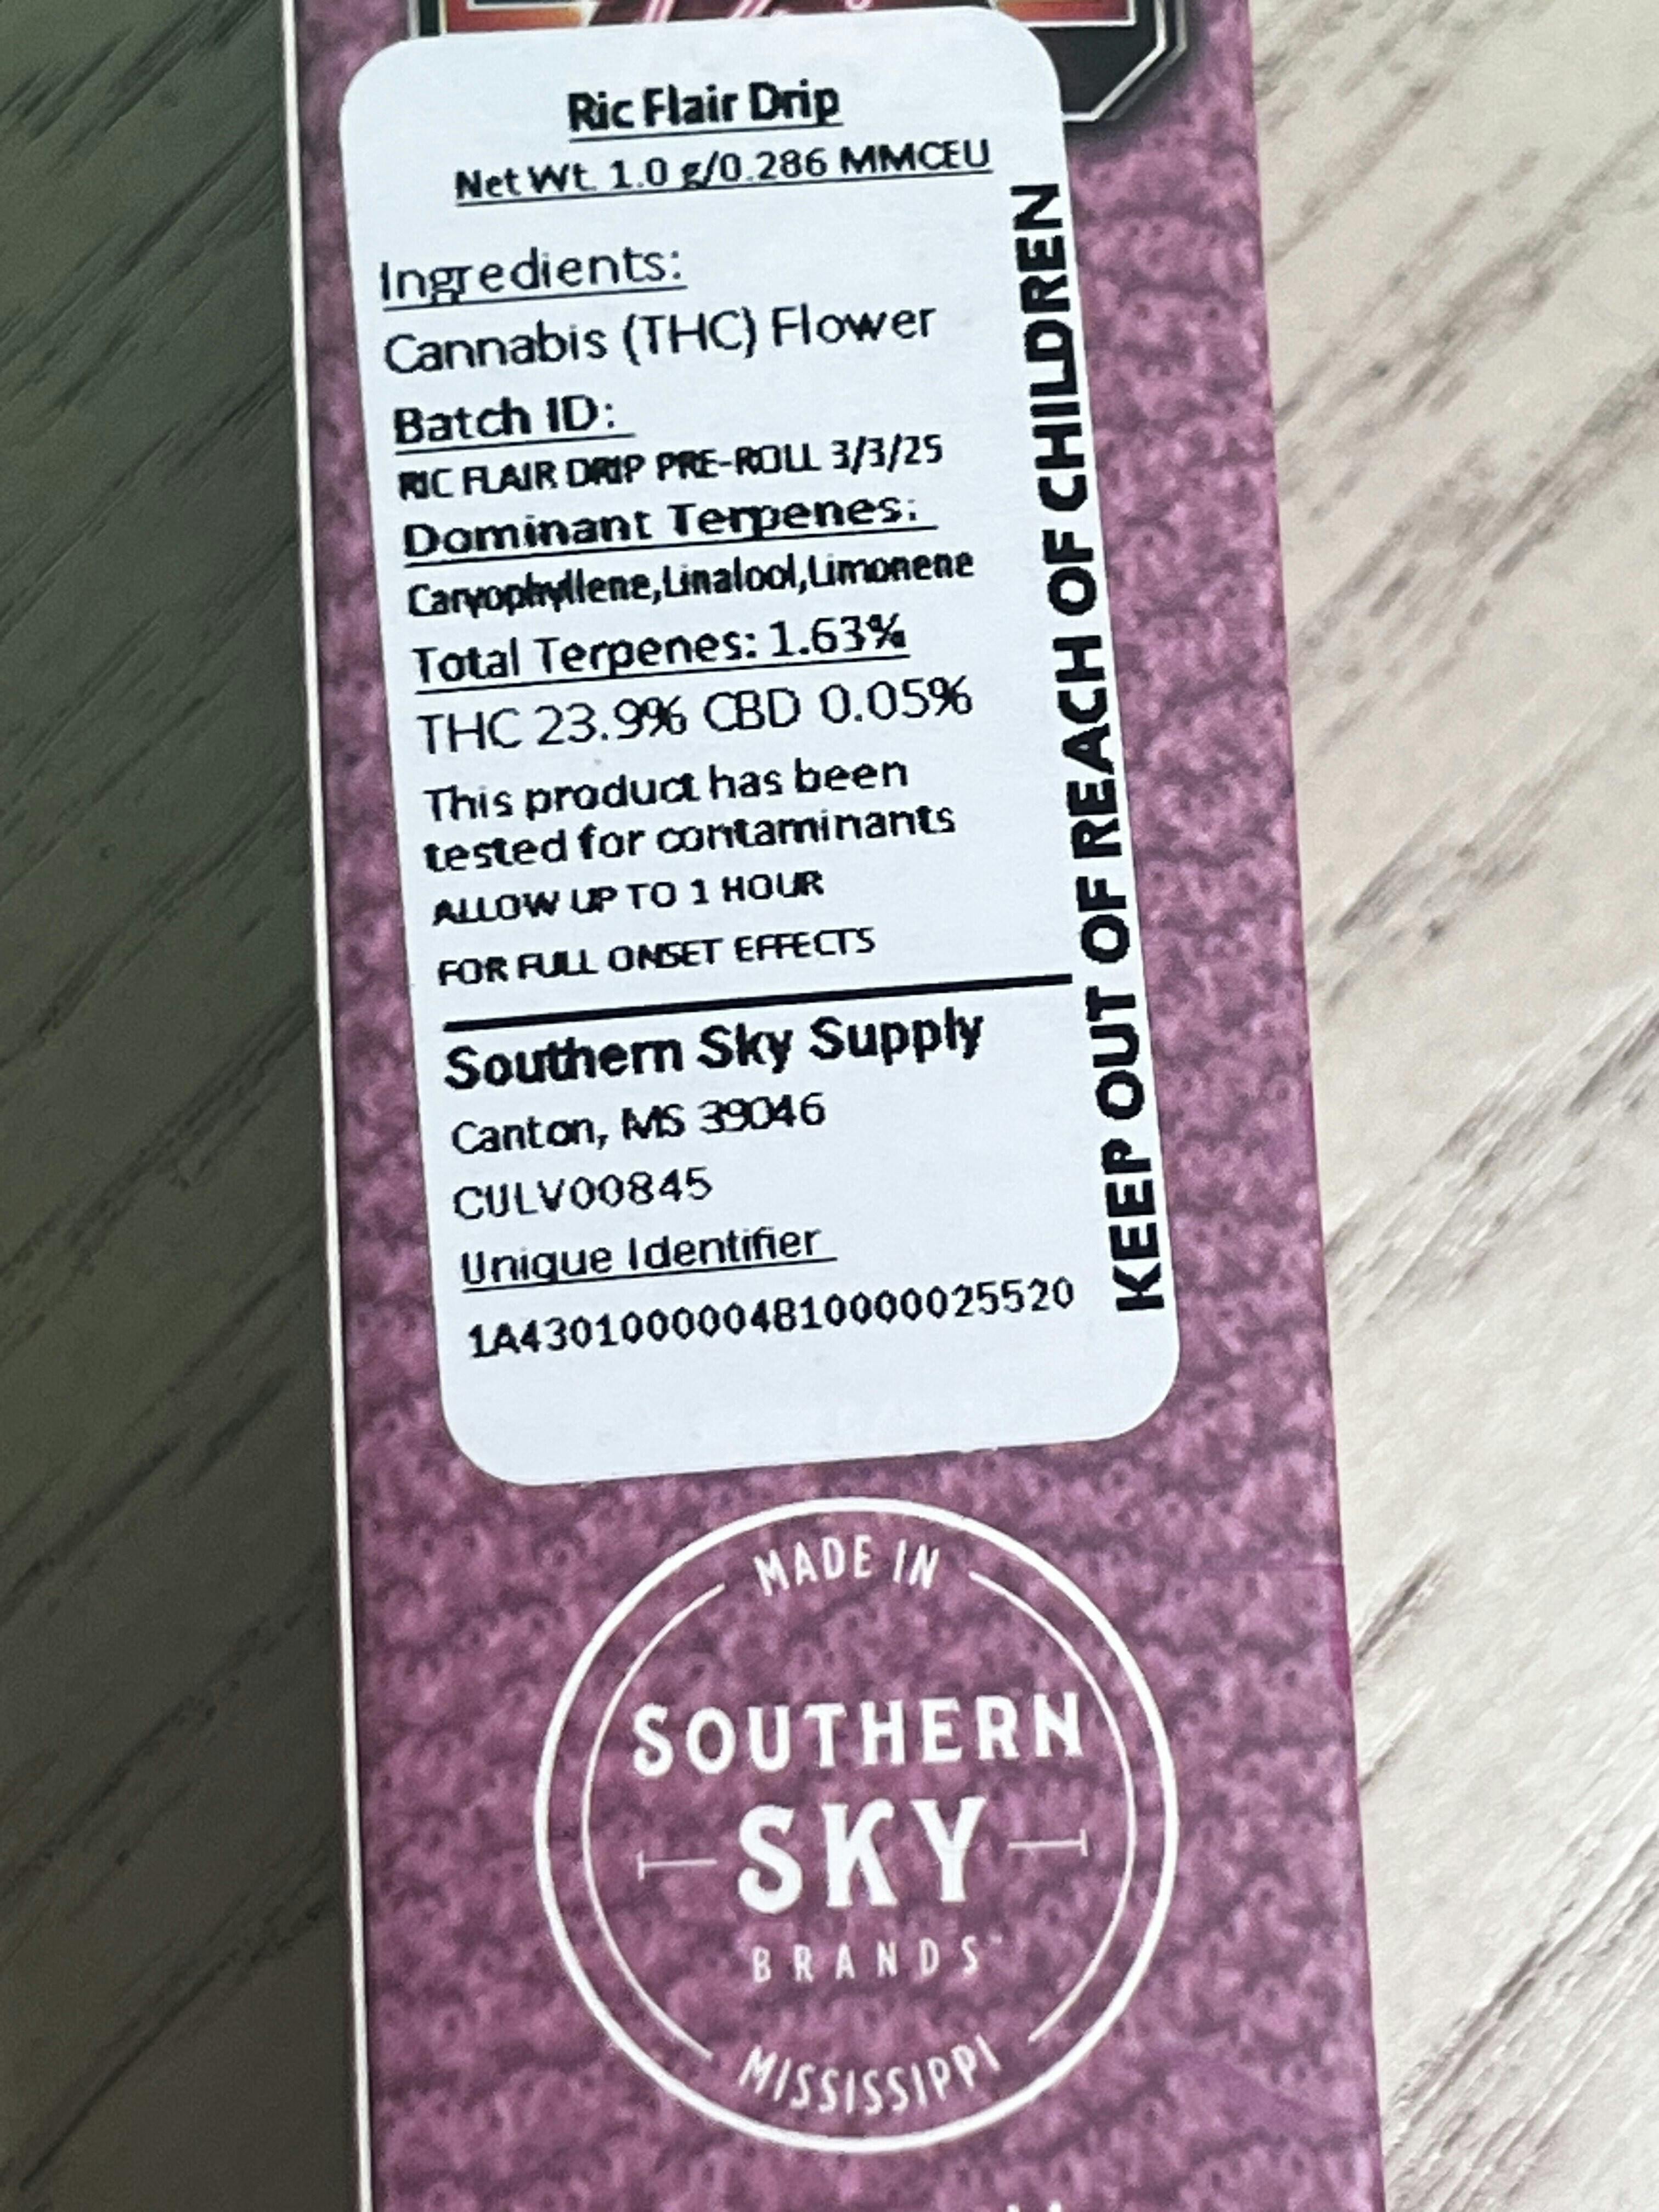 Ric Flair Drip
Net Wt. 1.0 g/0.286 MMCEU
Ingredients:
Cannabis (THC) Flower
Batch ID:
RIC FLAIR DRIP PRE-ROLL 3/3/25
Dominant Terpenes:
Caryophyllene,Linalool,Limonene
Total Terpenes: 1.63%
THC 23.9% CBD 0.05%
This product has been
tested for contaminants
ALLOW UP TO 1 HOUR
FOR FULL ONSET EFFECTS
Southern Sky Supply
Canton, MS 39046
CULV00845
Unique Identifier
1A4301000004810000025520
KEEP OUT OF REACH OF CHILDREN
MADE IN
SOUTHERN
SKY
BRANDS™
MISSISSIPPI